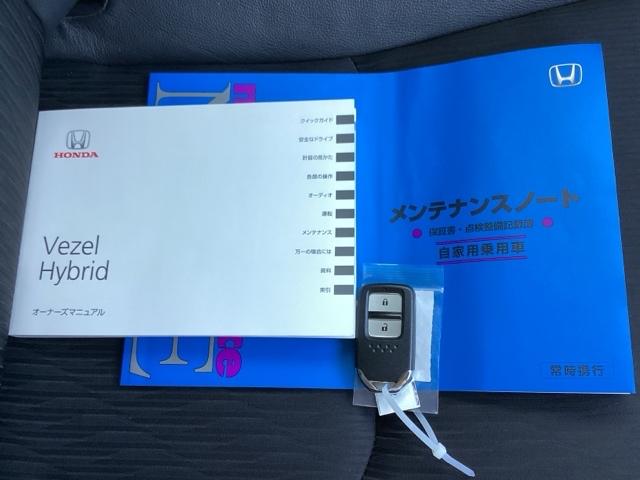 HONDA
Vezel
Hybrid
オーナーズマニュアル
クイックガイド
安全なドライブ
計器の見かた
各部の操作
オーディオ
運転
メンテナンス
万一の場合には
資料
索引
メンテナンスノート
保証書・点検整備記録簿
自家用乗用車
常時携行